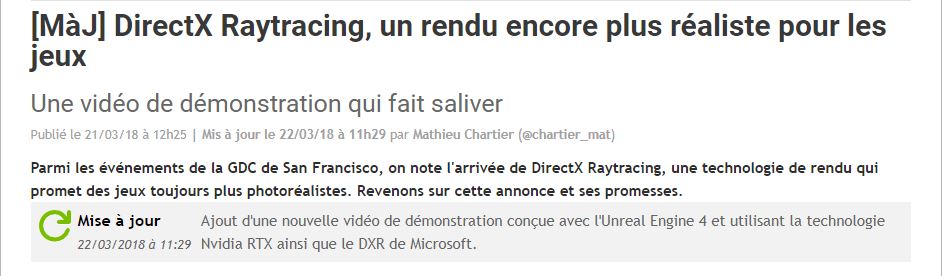 [MàJ] DirectX Raytracing, un rendu encore plus réaliste pour les
jeux
Une vidéo de démonstration qui fait saliver
Publié le 21/03/18 à 12h25 | Mis à jour le 22/03/18 à 11h29 par Mathieu Chartier (@chartier_mat)
Parmi les événements de la GDC de San Francisco, on note l'arrivée de DirectX Raytracing, une technologie de rendu qui
promet des jeux toujours plus photoréalistes. Revenons sur cette annonce et ses promesses.
Mise à jour
22/03/2018 à 11:29
Ajout d'une nouvelle vidéo de démonstration conçue avec l'Unreal Engine 4 et utilisant la technologie
Nvidia RTX ainsi que le DXR de Microsoft.